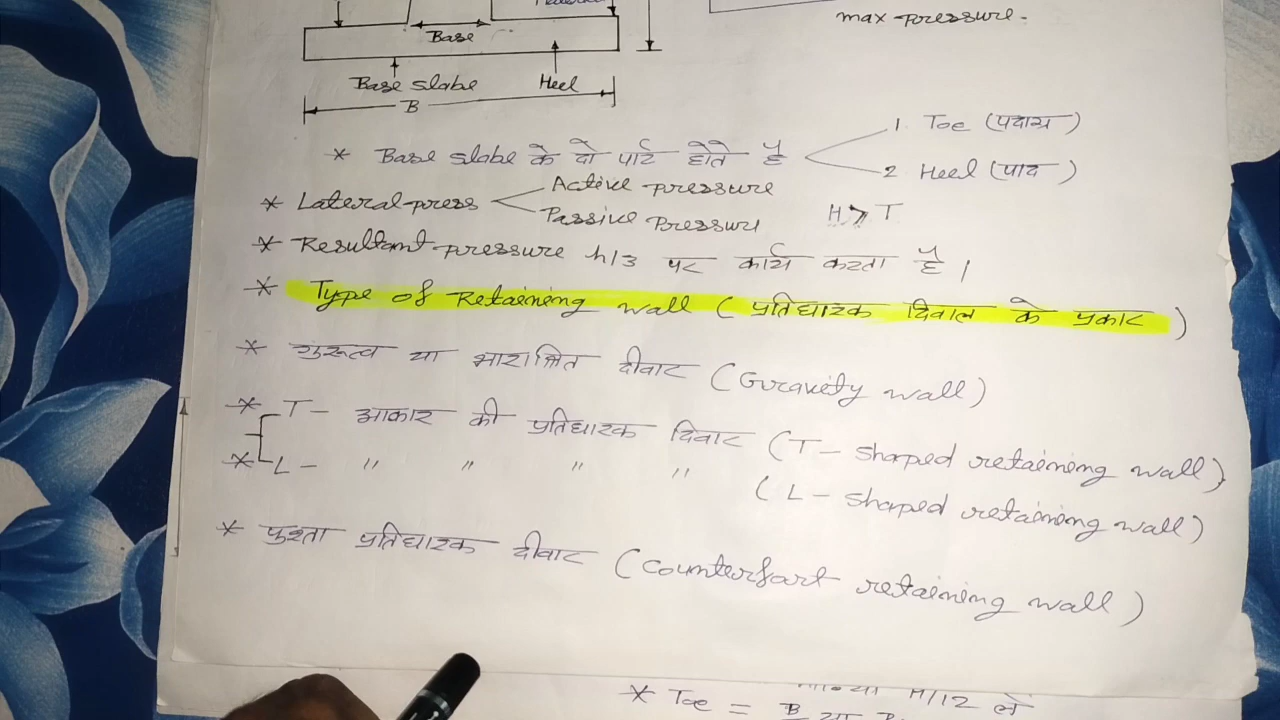 max pressure.
Base
Base slabe
Heel
B
* Base slabe के दो पार्ट होते है
1. Toe (पदाग्र)
2 Heel (पाद)
* Lateral press
Active pressure
Passive Pressure
H > T
* Resultant pressure h/3 पर कार्य करता है।
* Type of Retaining wall (प्रतिधारक दिवाल के प्रकार)
* गुरूत्व या भाराश्रित दीवार (Gravity wall)
* T- आकार की प्रतिधारक दिवार (T- shaped retaining wall)
* L- " " " " (L- shaped retaining wall)
* पुश्ता प्रतिधारक दीवार (Counterfart retaining wall)
H/12 ले
* Toe = B या